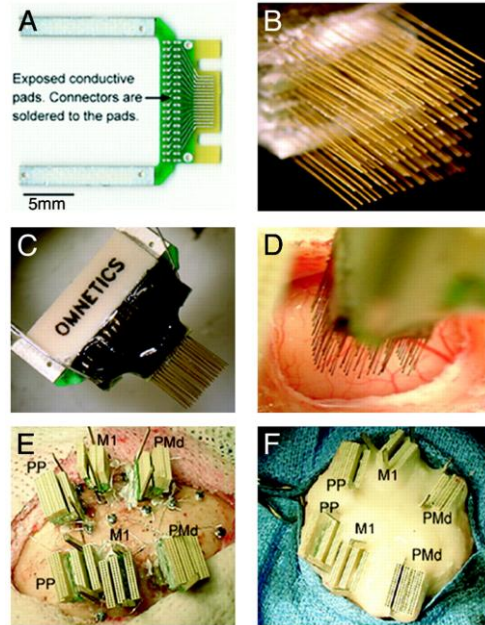 A
Exposed conductive
pads. Connectors are
soldered to the pads.
5mm
B
C
OMNETICS
D
E
M1
PMd
PP
M1
PMd
PP
F
M1
PP
PMd
M1
PMd
PP